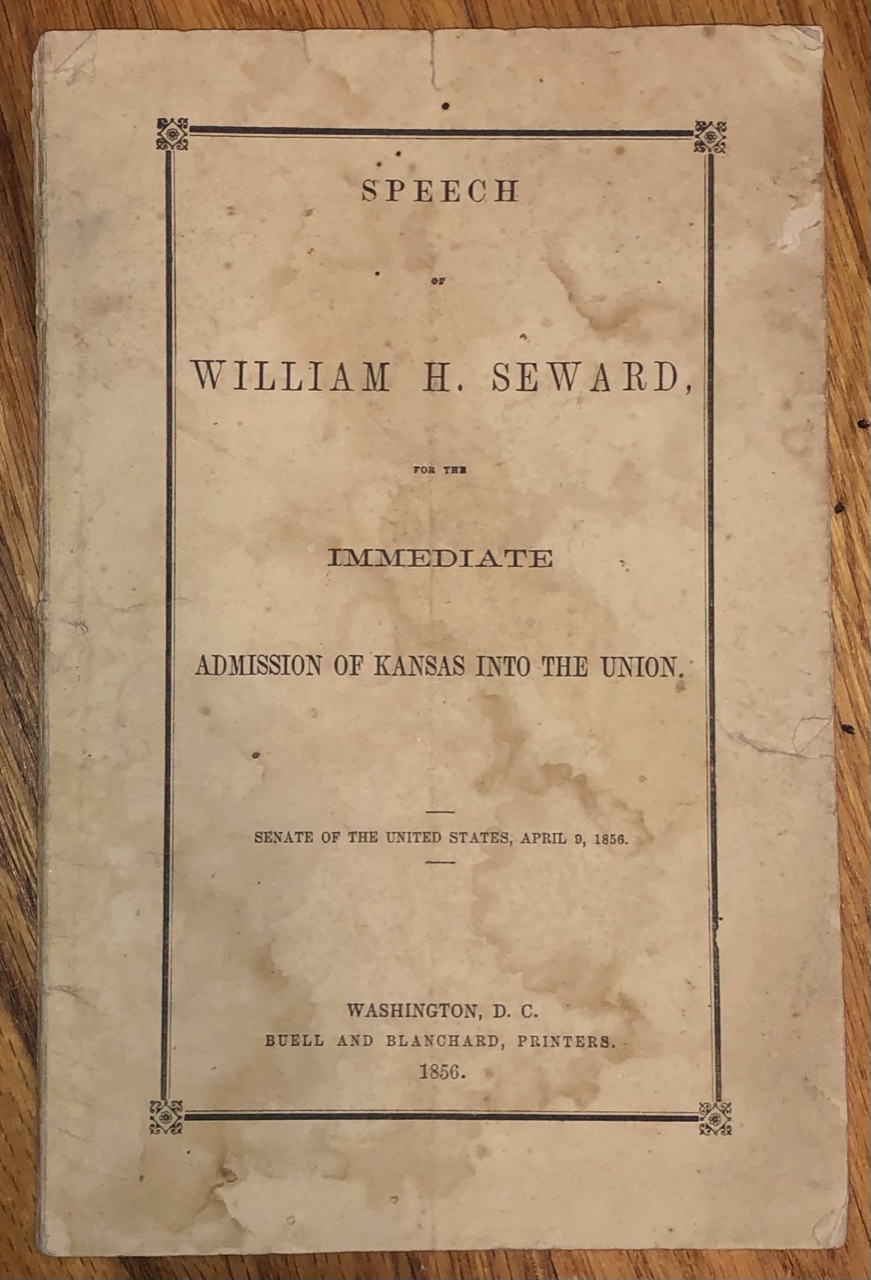 SPEECH
OF
WILLIAM H. SEWARD,
FOR THE
IMMEDIATE
ADMISSION OF KANSAS INTO THE UNION.
SENATE OF THE UNITED STATES, APRIL 9, 1856.
WASHINGTON, D. C.
BUELL AND BLANCHARD, PRINTERS.
1856.